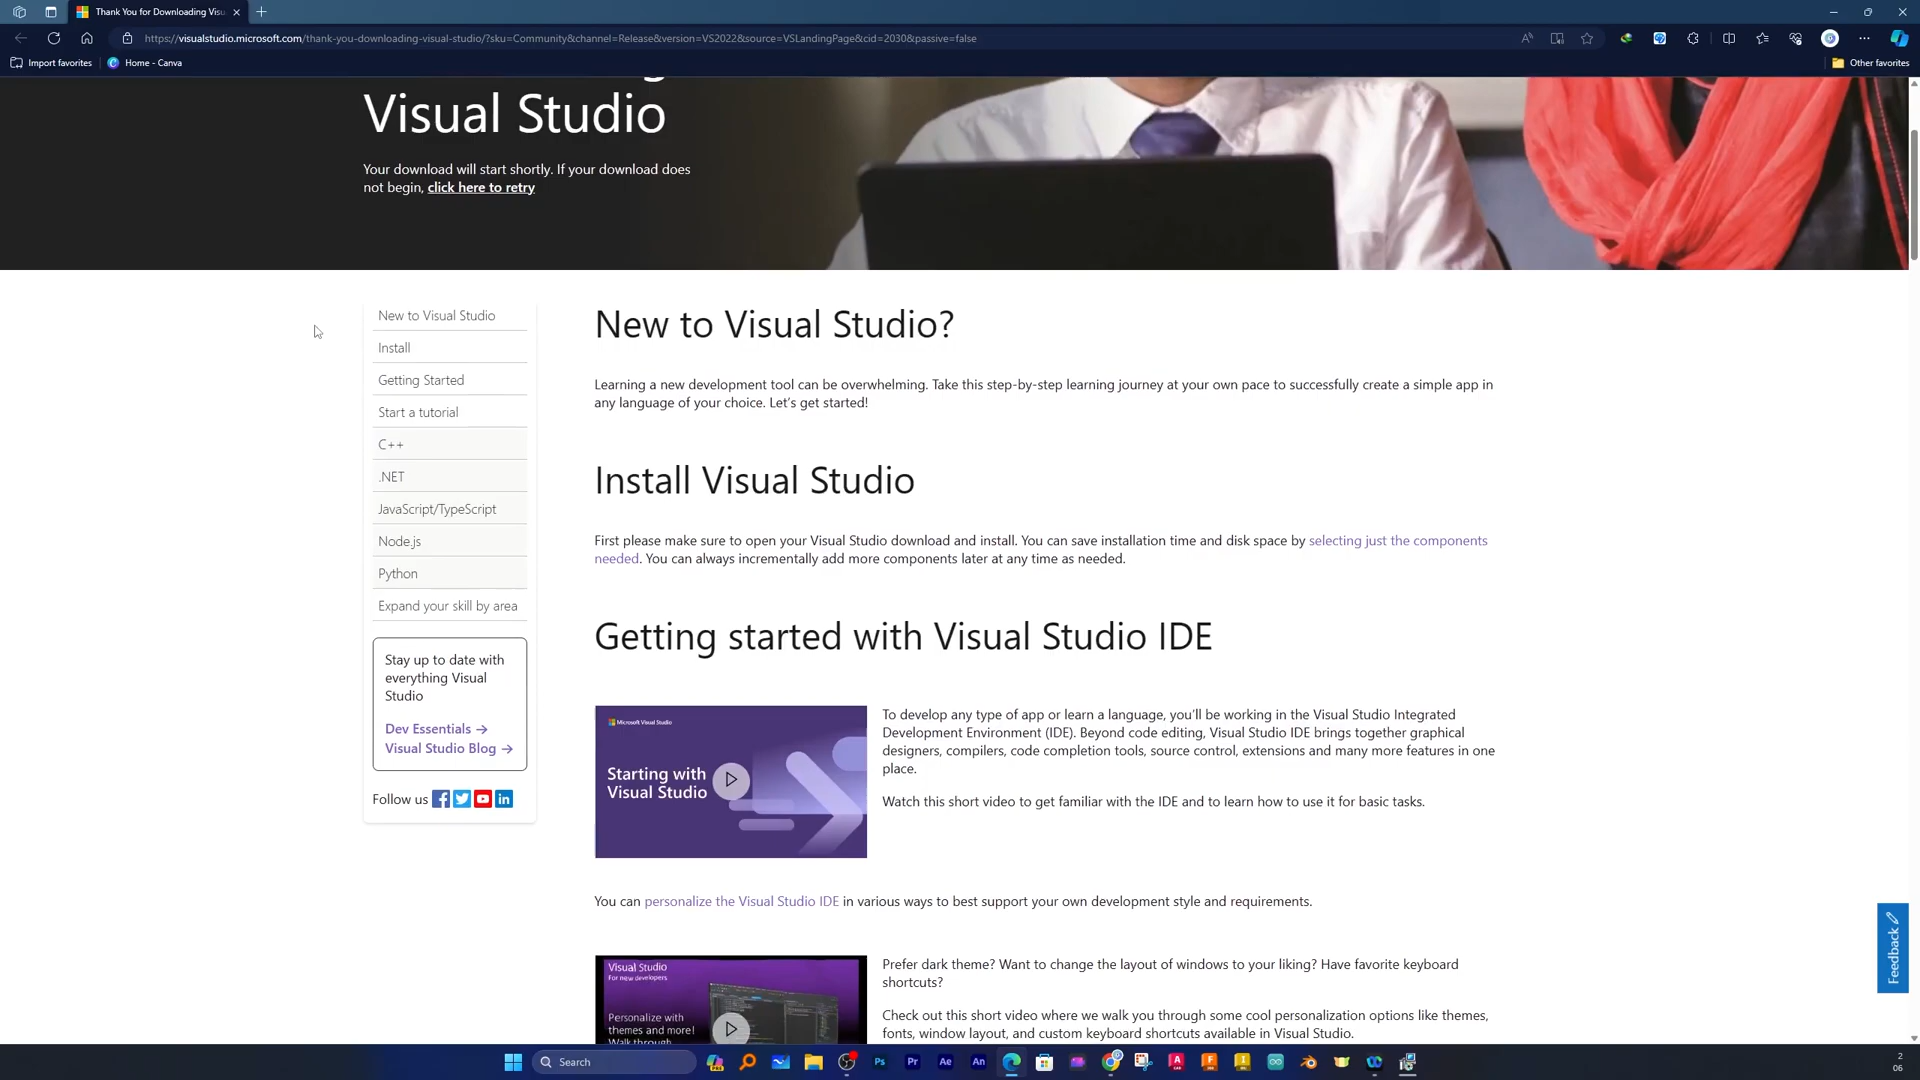 Thank You for Downloading Visu
https://visualstudio.microsoft.com/thank-you-downloading-visual-studio/?sku=Community&channel=Release&version=VS2022&source=VSLandingPage&cid=2030&passive=false
Import favorites
Home - Canva
Other favorites
Visual Studio
Your download will start shortly. If your download does
not begin, click here to retry
New to Visual Studio
Install
Getting Started
Start a tutorial
C++
.NET
JavaScript/TypeScript
Node.js
Python
Expand your skill by area
Stay up to date with
everything Visual
Studio
Dev Essentials →
Visual Studio Blog →
Follow us
New to Visual Studio?
Learning a new development tool can be overwhelming. Take this step-by-step learning journey at your own pace to successfully create a simple app in
any language of your choice. Let's get started!
Install Visual Studio
First please make sure to open your Visual Studio download and install. You can save installation time and disk space by selecting just the components
needed. You can always incrementally add more components later at any time as needed.
Getting started with Visual Studio IDE
Microsoft Visual Studio
Starting with
Visual Studio
To develop any type of app or learn a language, you'll be working in the Visual Studio Integrated
Development Environment (IDE). Beyond code editing, Visual Studio IDE brings together graphical
designers, compilers, code completion tools, source control, extensions and many more features in one
place.
Watch this short video to get familiar with the IDE and to learn how to use it for basic tasks.
You can personalize the Visual Studio IDE in various ways to best support your own development style and requirements.
Visual Studio
For new developers
Personalize with
themes and more!
Walk through
Prefer dark theme? Want to change the layout of windows to your liking? Have favorite keyboard
shortcuts?
Check out this short video where we walk you through some cool personalization options like themes,
fonts, window layout, and custom keyboard shortcuts available in Visual Studio.
Feedback
Search
Ps
Pr
Ae
An
2
06